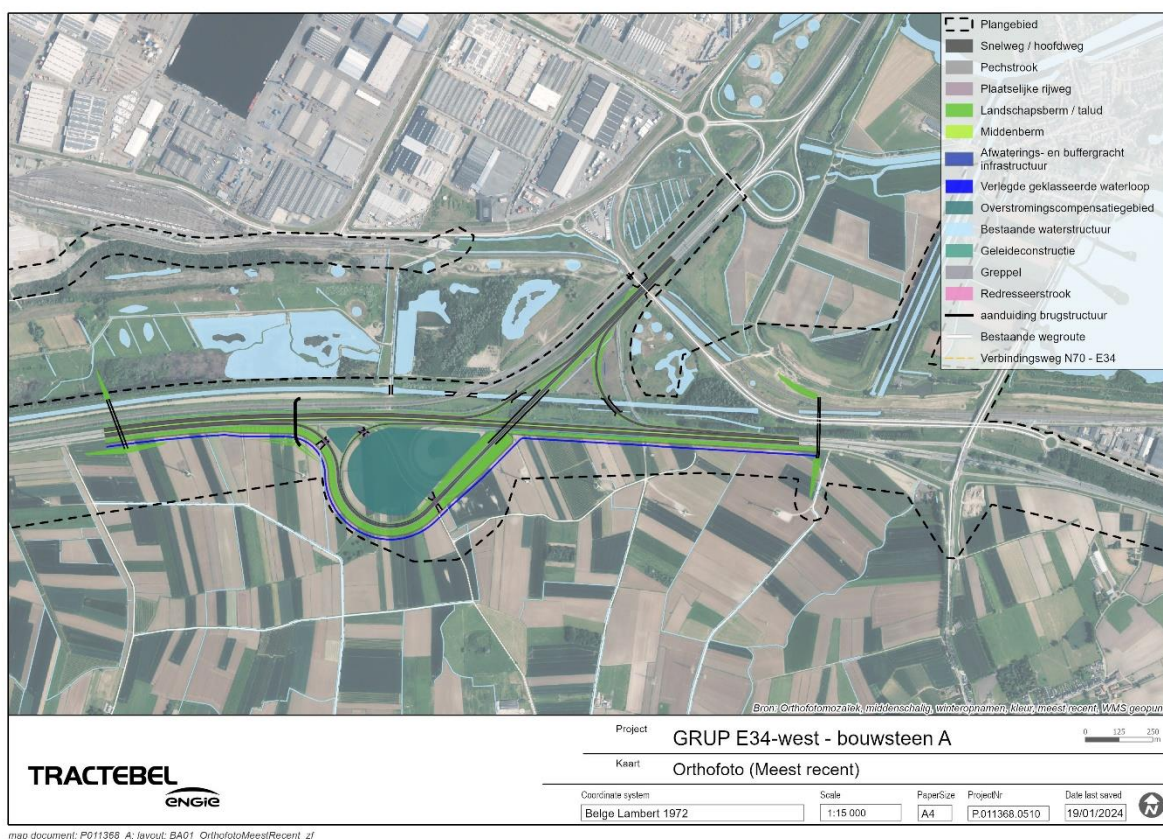 Plangebied
Snelweg / hoofdweg
Pechstrook
Plaatselijke rijweg
Landschapsberm / talud
Middenberm
Afwaterings- en buffergracht
infrastructuur
Verlegde geklasseerde waterloop
Overstromingscompensatiegebied
Bestaande waterstructuur
Geleideconstructie
Greppel
Redresseerstrook
aanduiding brugstructuur
Bestaande wegroute
Verbindingsweg N70 - E34
Bron: Orthofotomozaïek, middenschalig, winteropnamen, kleur, meest recent, WMS geopun
Project GRUP E34-west - bouwsteen A
0 125 250
m
Kaart Orthofoto (Meest recent)
TRACTEBEL
ENGIE
Coordinate system Scale PaperSize ProjectNr Date last saved
Belge Lambert 1972 1:15 000 A4 P.011368.0510 19/01/2024
N
map document: P011368_A; layout: BA01_OrthofotoMeestRecent_zf